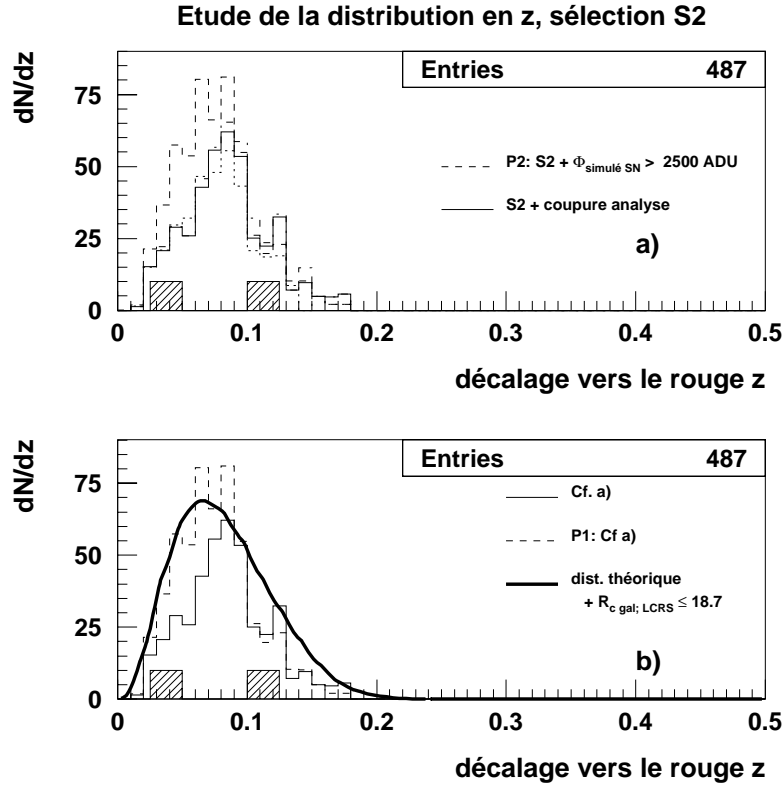 Etude de la distribution en z, sélection S2
dN/dz
Entries 487
75
50
25
0
P2: S2 + Φsimulé SN > 2500 ADU
S2 + coupure analyse
a)
0 0.1 0.2 0.3 0.4 0.5
décalage vers le rouge z
dN/dz
Entries 487
75
50
25
0
Cf. a)
P1: Cf a)
dist. théorique
+ Rc gal; LCRS ≤ 18.7
b)
0 0.1 0.2 0.3 0.4 0.5
décalage vers le rouge z